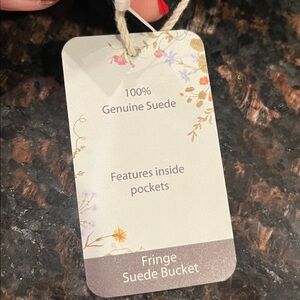 100%
Genuine Suede
Features inside
pockets
Fringe
Suede Bucket